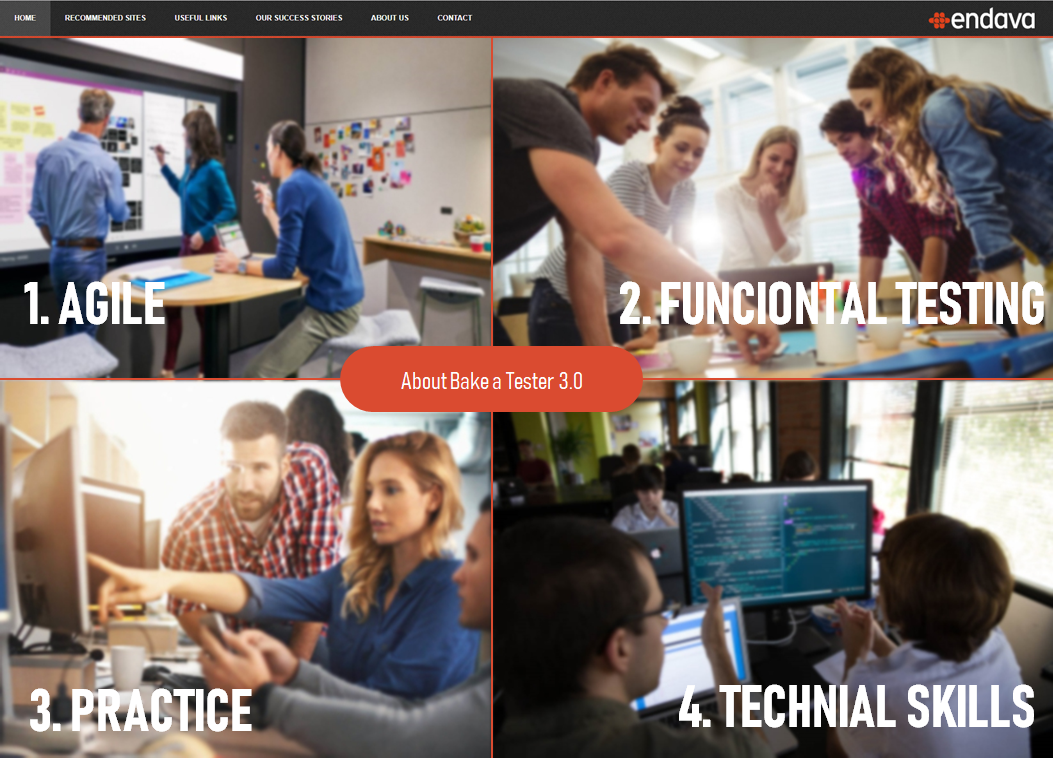 HOME RECOMMENDED SITES USEFUL LINKS OUR SUCCESS STORIES ABOUT US CONTACT endava
1. AGILE
2. FUNCIONTAL TESTING
About Bake a Tester 3.0
3. PRACTICE
4. TECHNIAL SKILLS